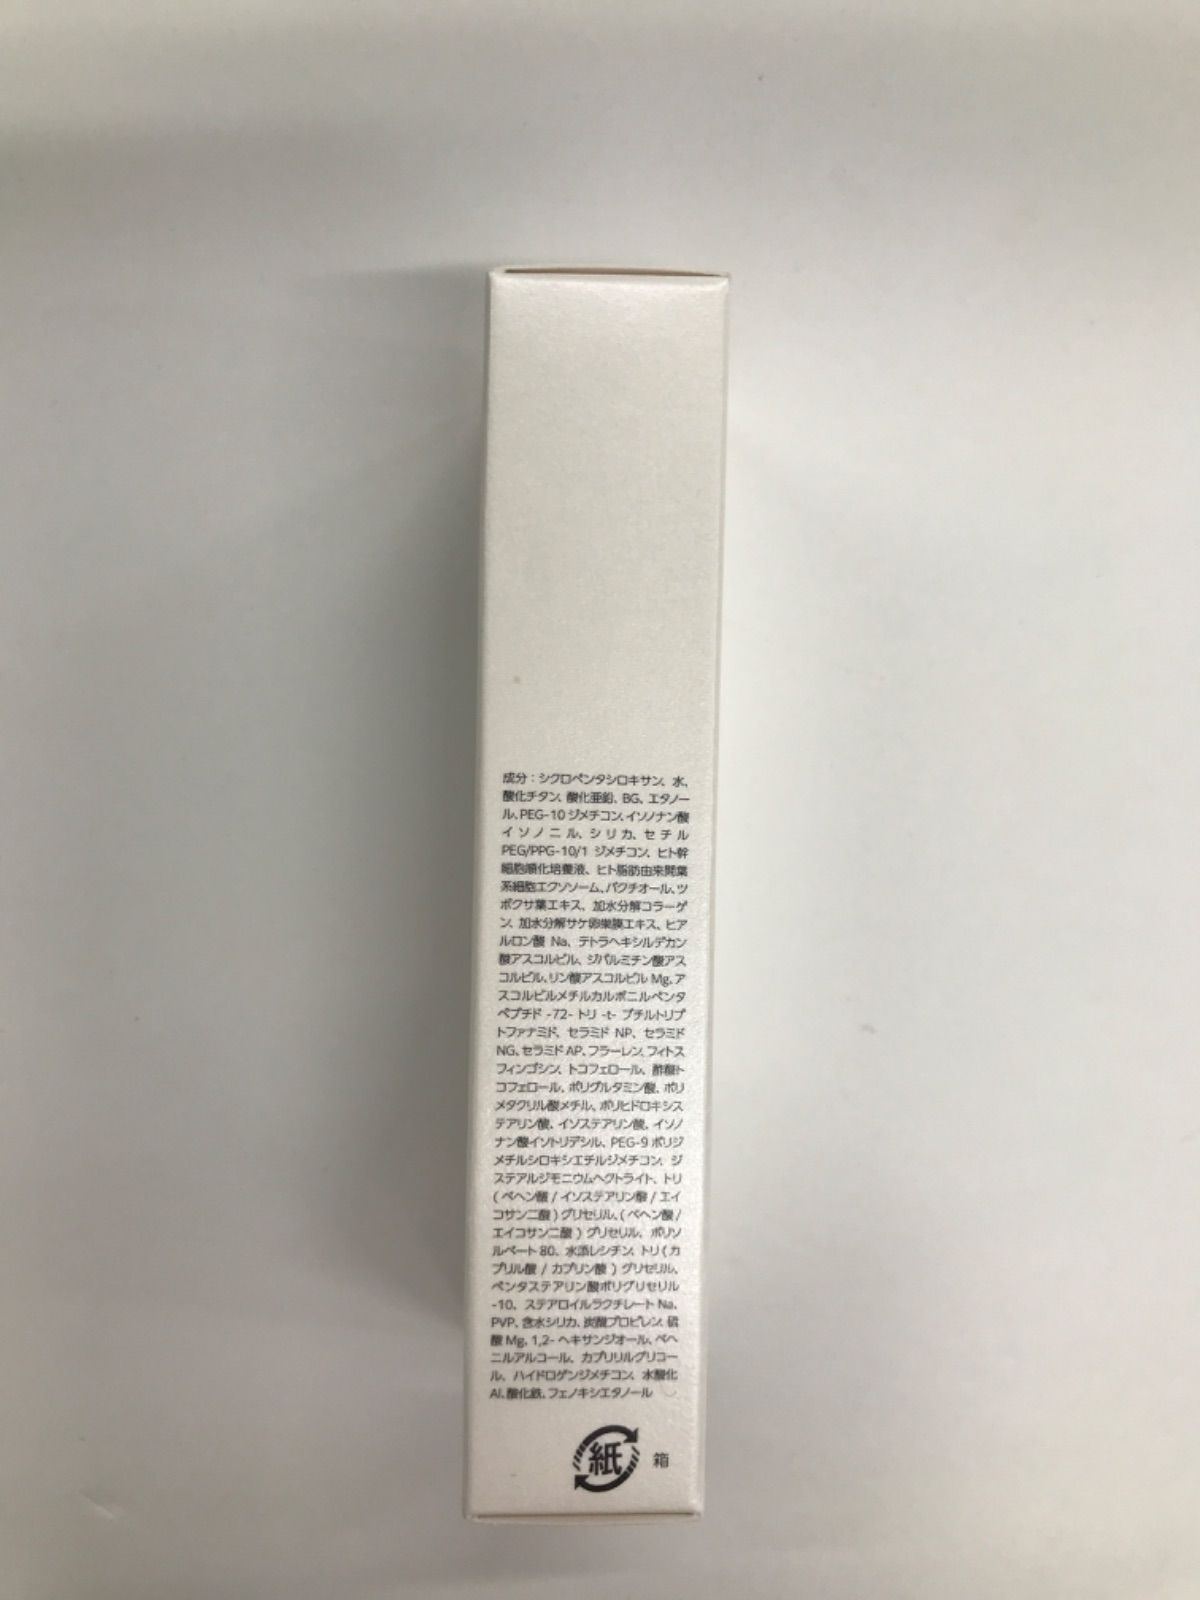 成分：シクロペンタシロキサン、水、
酸化チタン、酸化亜鉛、BG、エタノー
ル、PEG-10 ジメチコン、イソノナン酸
イソノニル、シリカ、セチル
PEG/PPG-10/1 ジメチコン、ヒト幹
細胞順化培養液、ヒト脂肪由来間葉
系細胞エクソソーム、バクチオール、ツ
ボクサ葉エキス、加水分解コラーゲ
ン、加水分解サケ卵巣膜エキス、ヒア
ルロン酸 Na、テトラヘキシルデカン
酸アスコルビル、ジパルミチン酸アス
コルビル、リン酸アスコルビル Mg、ア
スコルビルメチルカルボニルペンタ
ペプチド -72- トリ -t- ブチルトリプ
トファナミド、セラミド NP、セラミド
NG、セラミド AP、フラーレン、フィトス
フィンゴシン、トコフェロール、酢酸ト
コフェロール、ポリグルタミン酸、ポリ
メタクリル酸メチル、ポリヒドロキシス
テアリン酸、イソステアリン酸、イソノ
ナン酸イソトリデシル、PEG-9 ポリジ
メチルシロキシエチルジメチコン、ジ
ステアルジモニウムヘクトライト、トリ
(ベヘン酸 / イソステアリン酸 / エイ
コサン二酸) グリセリル、(ベヘン酸 /
エイコサン二酸) グリセリル、ポリソ
ルベート 80、水添レシチン、トリ (カ
プリル酸 / カプリン酸) グリセリル、
ペンタステアリン酸ポリグリセリル
-10、ステアロイルラクチレート Na、
PVP、含水シリカ、炭酸プロピレン、硫
酸 Mg、1,2- ヘキサンジオール、ベヘ
ニルアルコール、カプリリルグリコー
ル、ハイドロゲンジメチコン、水酸化
Al、酸化鉄、フェノキシエタノール
紙 箱